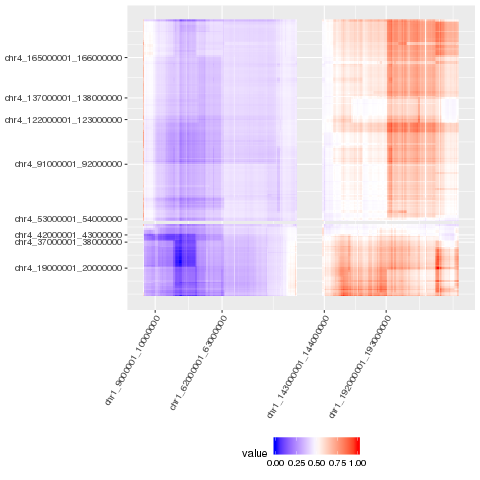 chr4_165000001_166000000
chr4_137000001_138000000
chr4_122000001_123000000
chr4_91000001_92000000
chr4_53000001_54000000
chr4_42000001_43000000
chr4_37000001_38000000
chr4_19000001_20000000
chr1_9000001_10000000
chr1_62000001_63000000
chr1_143000001_144000000
chr1_192000001_193000000
value
0.00 0.25 0.50 0.75 1.00